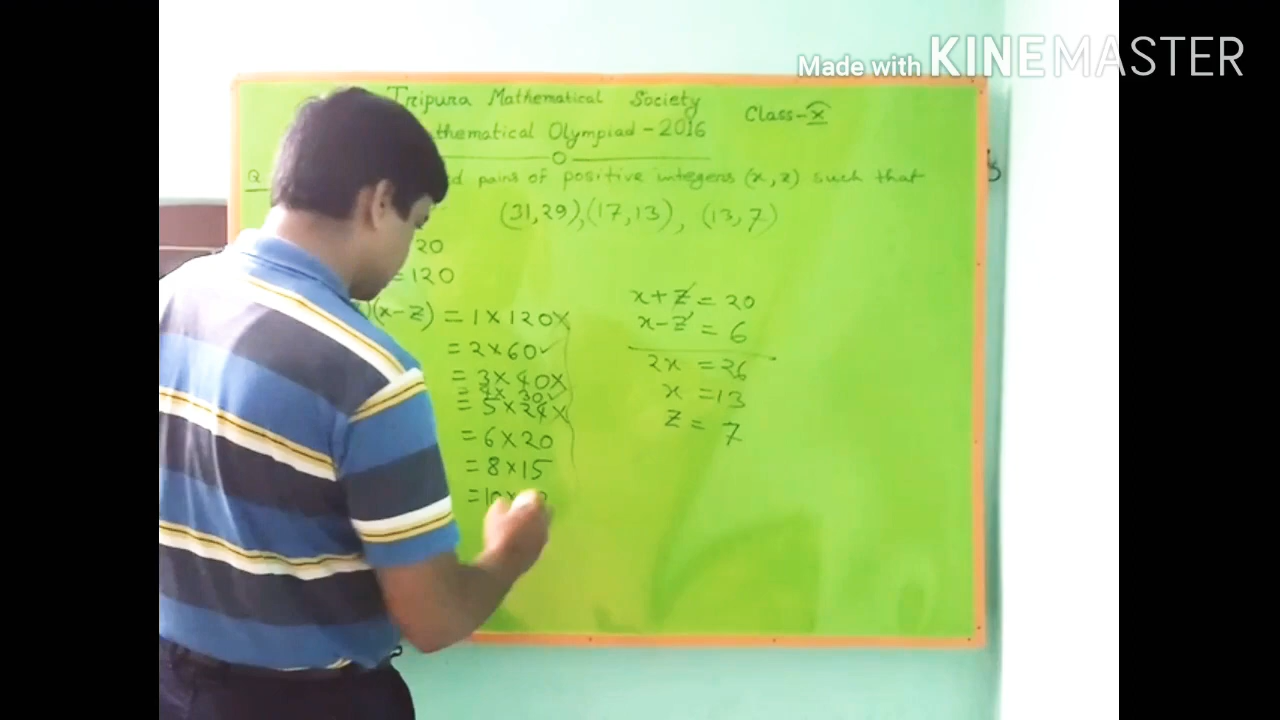 Made with KINEMASTER
Tripura Mathematical Society
Class-X
thematical Olympiad - 2016
Q
d pairs of positive integers (x, z) such that
(31,29), (17,13), (13,7)
20
= 120
(x-z) = 1 × 120 X
= 2 × 60 ✓
= 3 × 40 X
= 4 × 30 ✓
= 5 × 24 X
= 6 × 20
= 8 × 15
x + z = 20
x - z = 6
2x = 26
x = 13
z = 7